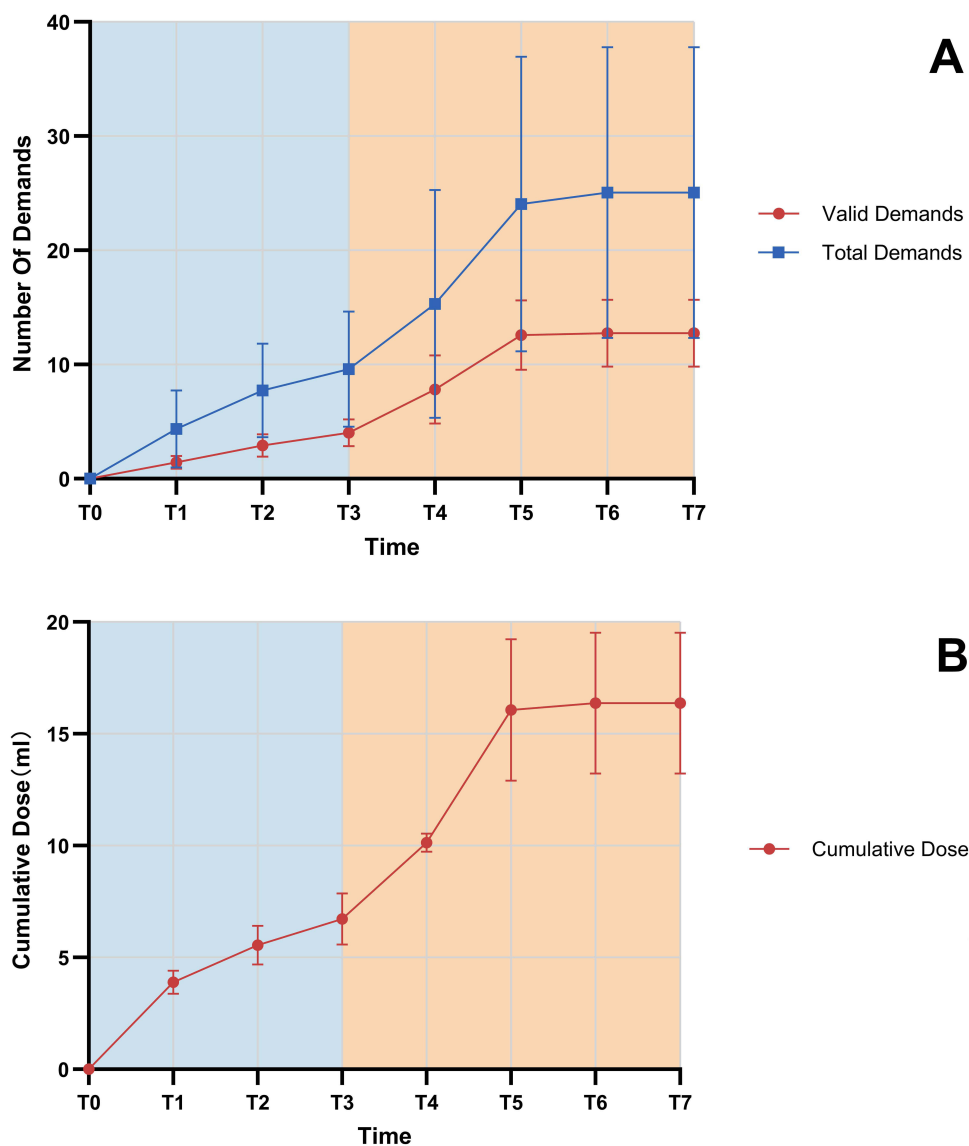 A
40
30
20
10
0
Number Of Demands
T0 T1 T2 T3 T4 T5 T6 T7
Time
Valid Demands
Total Demands
B
20
15
10
5
0
Cumulative Dose（ml）
T0 T1 T2 T3 T4 T5 T6 T7
Time
Cumulative Dose